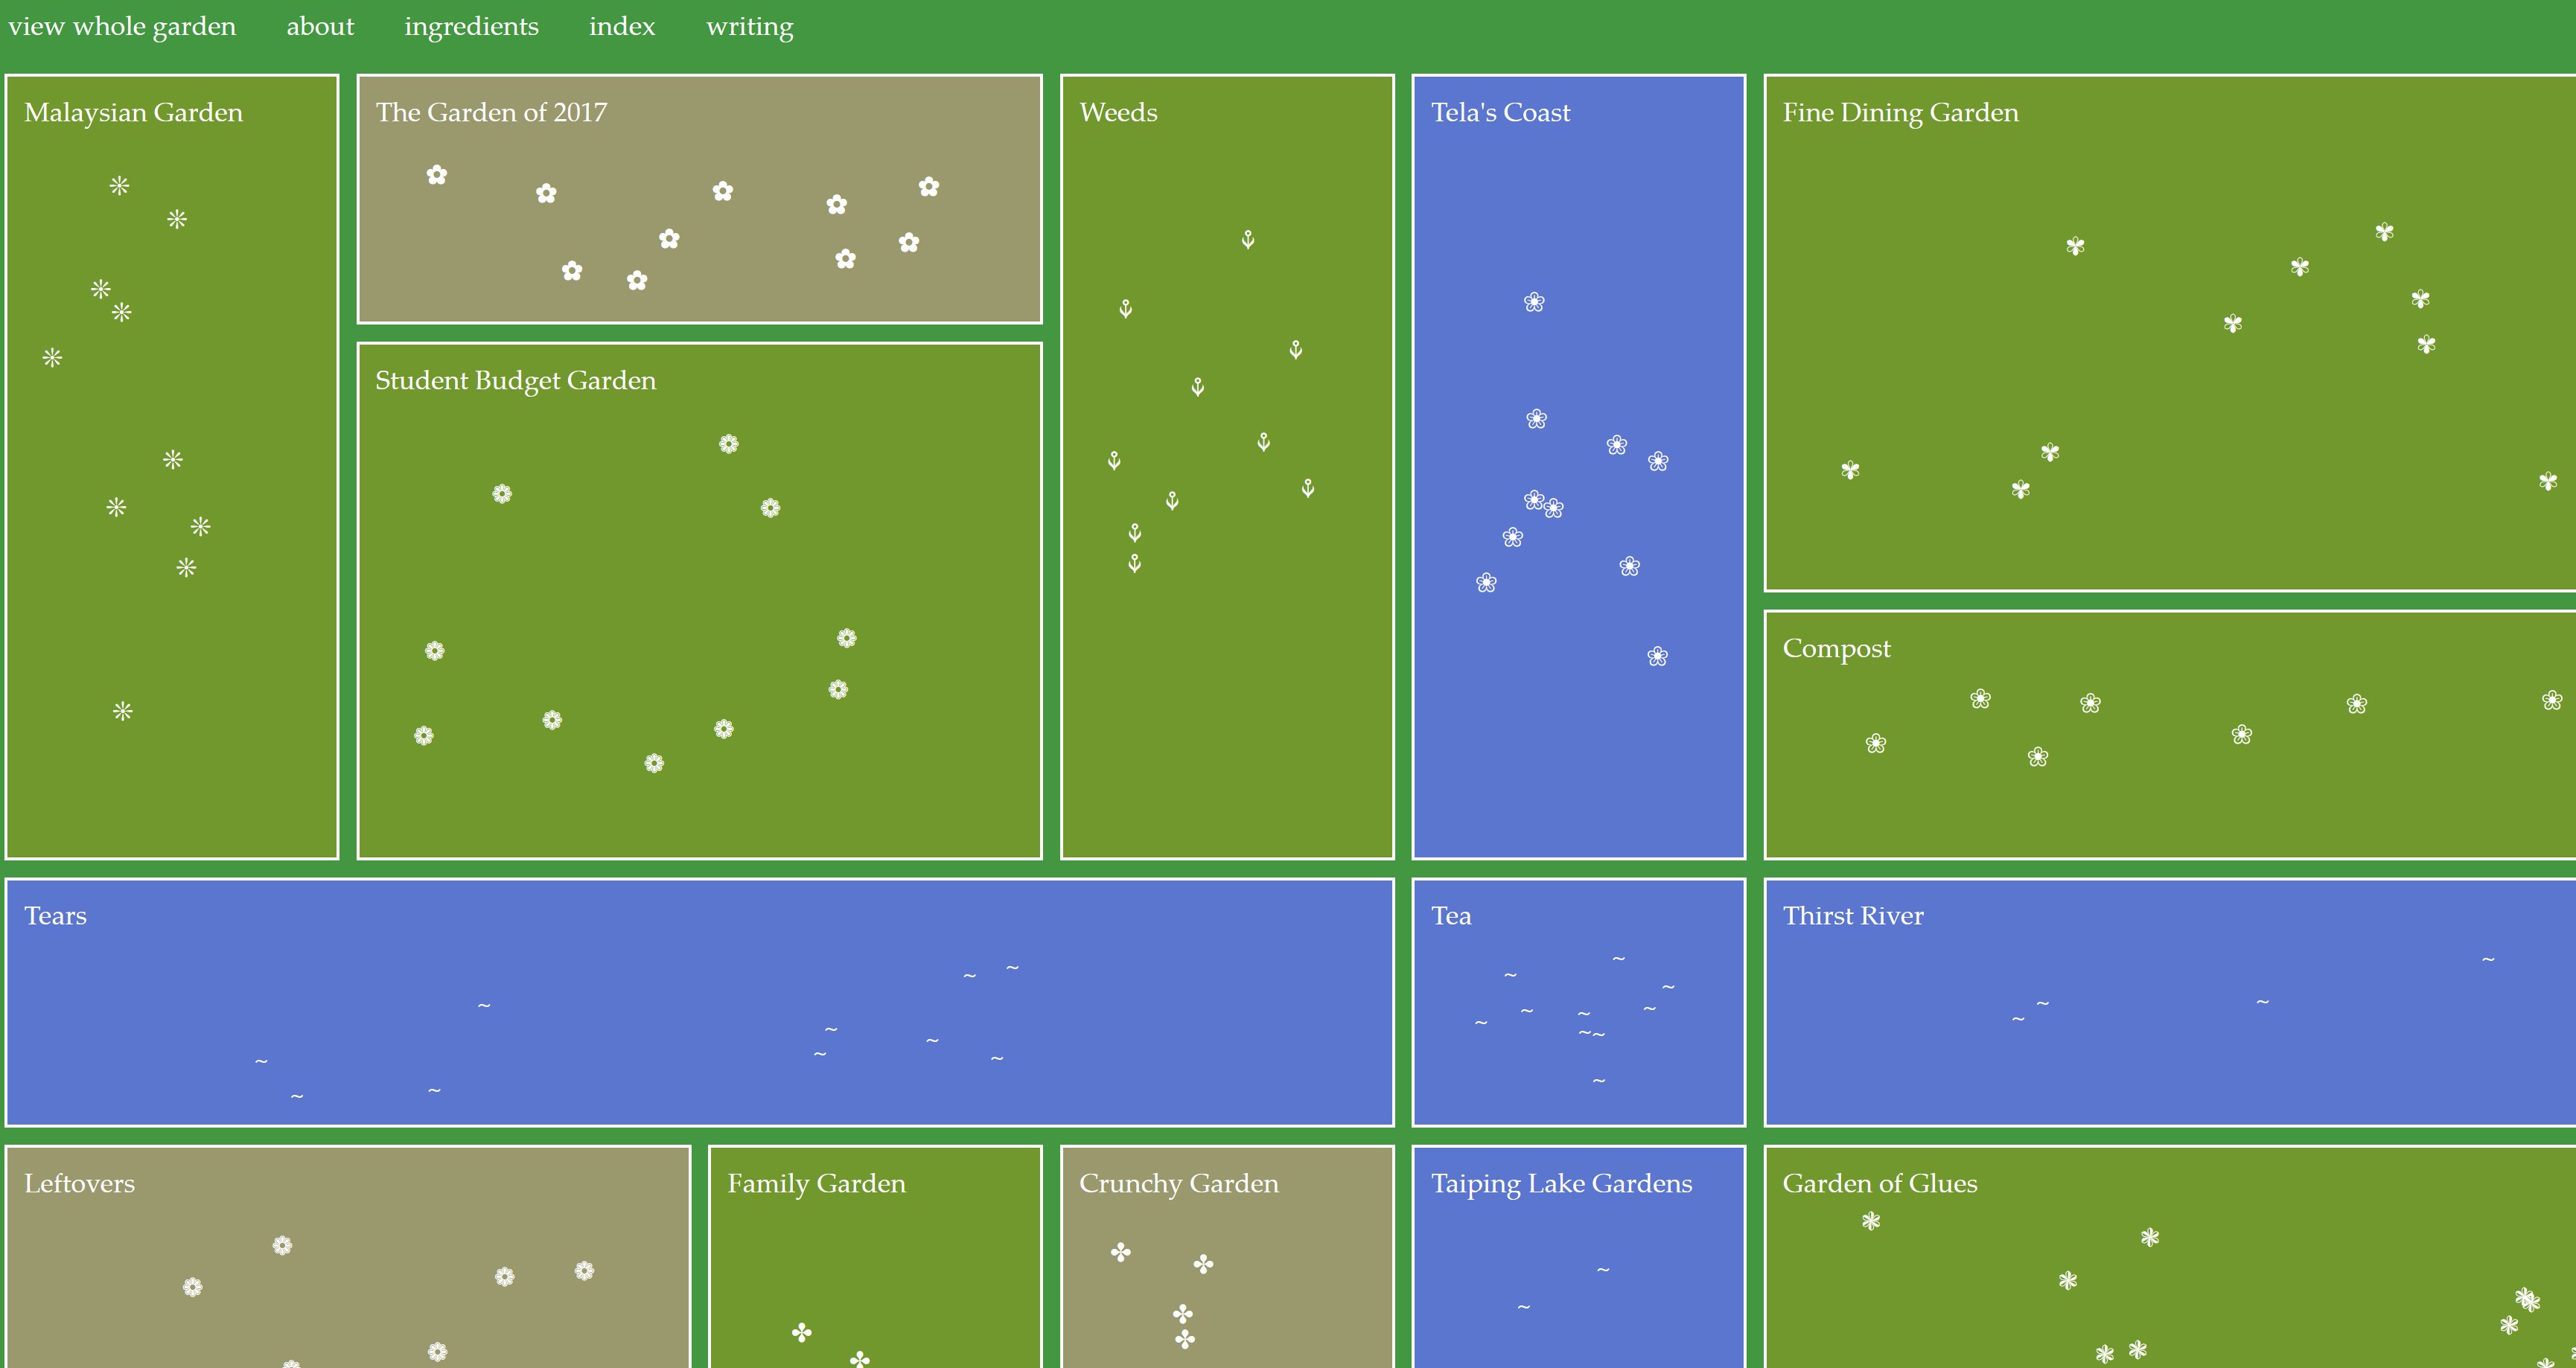 view whole garden about ingredients index writing
Malaysian Garden
The Garden of 2017
Weeds
Tela's Coast
Fine Dining Garden
Student Budget Garden
Compost
Tears
Tea
Thirst River
Leftovers
Family Garden
Crunchy Garden
Taiping Lake Gardens
Garden of Glues